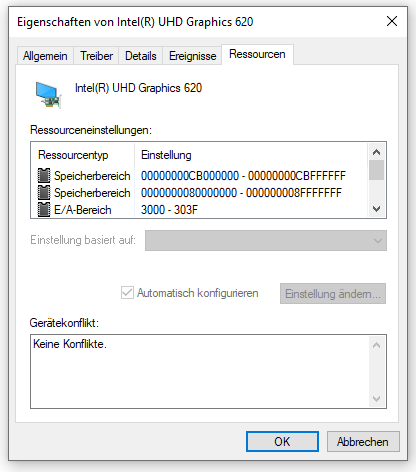 Eigenschaften von Intel(R) UHD Graphics 620
Allgemein Treiber Details Ereignisse Ressourcen
Intel(R) UHD Graphics 620
Ressourceneinstellungen:
Ressourcentyp Einstellung
Speicherbereich 00000000CB000000 - 00000000CBFFFFFF
Speicherbereich 0000000080000000 - 000000008FFFFFFF
E/A-Bereich 3000 - 303F
Einstellung basiert auf:
Automatisch konfigurieren Einstellung ändern...
Gerätekonflikt:
Keine Konflikte.
OK Abbrechen